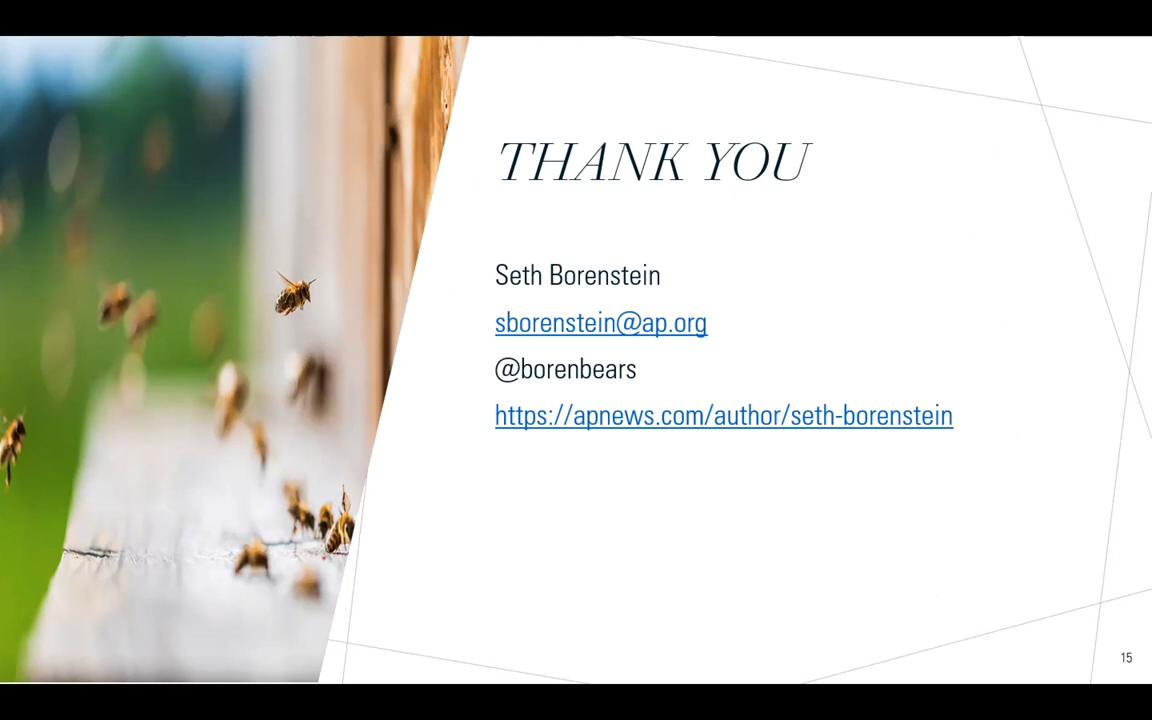 THANK YOU
Seth Borenstein
sborenstein@ap.org
@borenbears
https://apnews.com/author/seth-borenstein
15